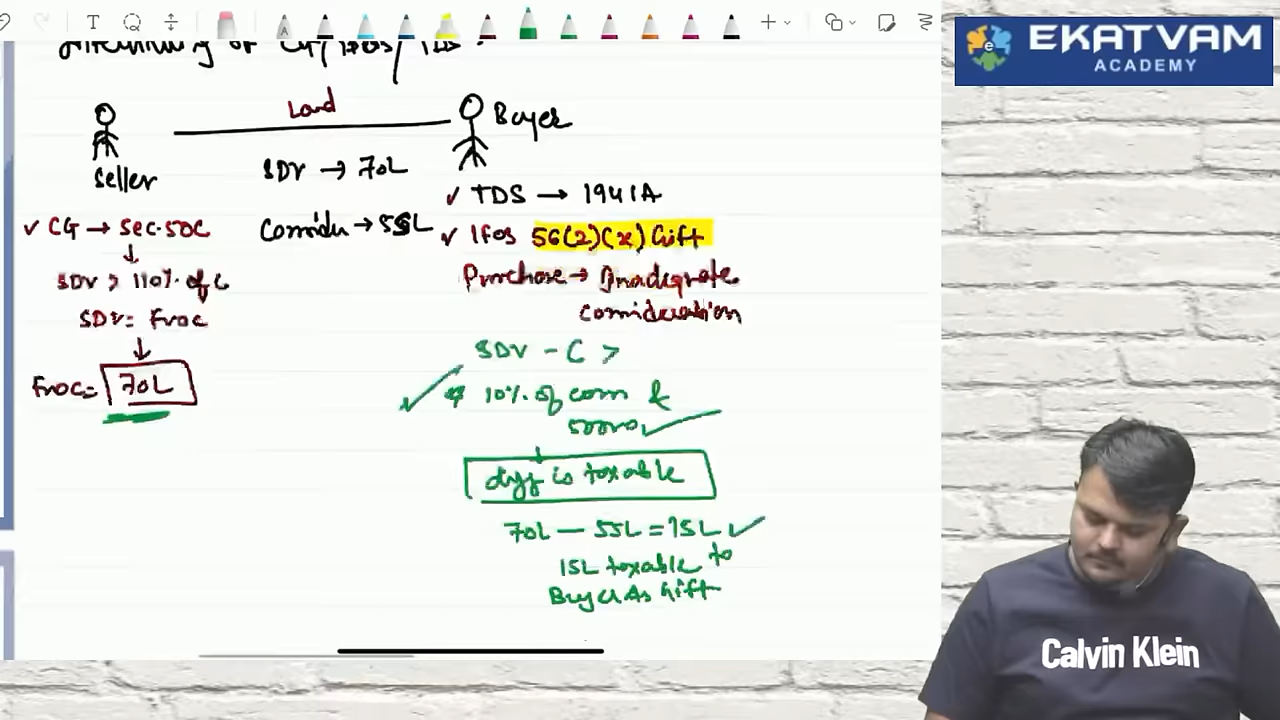 EKATVAM
ACADEMY
Land
Buyer
Seller
SDV → 70L
✓ TDS → 194IA
✓ CG → Sec.50C
Consider → 55L
✓ Ifos 56(2)(x) Gift
SDV > 110% of C
Purchase → Inadequate
consideration
SDV = Fvoc
Fvoc = 70L
SDV - C >
10% of con &
50000 ✓
diff is taxable
70L - 55L = 15L ✓
15L taxable to
Buyer As Gift
Calvin Klein